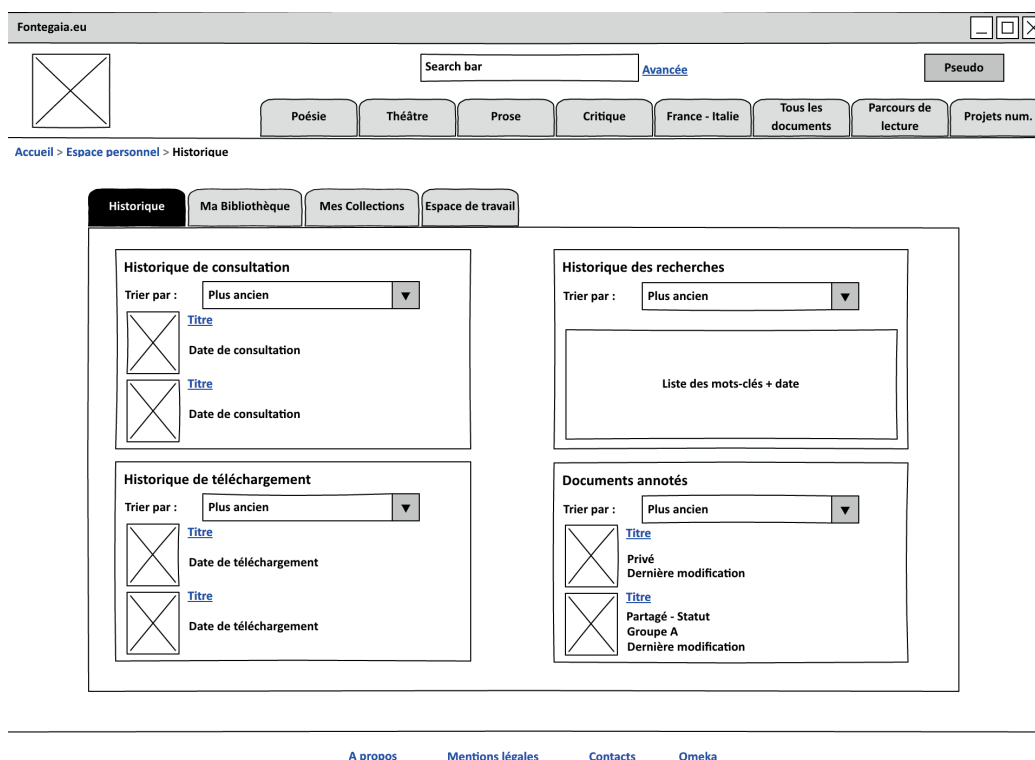 Fontegaia.eu
Search bar
Avancée
Pseudo
Poésie
Théâtre
Prose
Critique
France - Italie
Tous les
documents
Parcours de
lecture
Projets num.
Accueil > Espace personnel > Historique
Historique
Ma Bibliothèque
Mes Collections
Espace de travail
Historique de consultation
Trier par :
Plus ancien
Titre
Date de consultation
Titre
Date de consultation
Historique des recherches
Trier par :
Plus ancien
Liste des mots-clés + date
Historique de téléchargement
Trier par :
Plus ancien
Titre
Date de téléchargement
Titre
Date de téléchargement
Documents annotés
Trier par :
Plus ancien
Titre
Privé
Dernière modification
Titre
Partagé - Statut
Groupe A
Dernière modification
A propos
Mentions légales
Contacts
Omeka